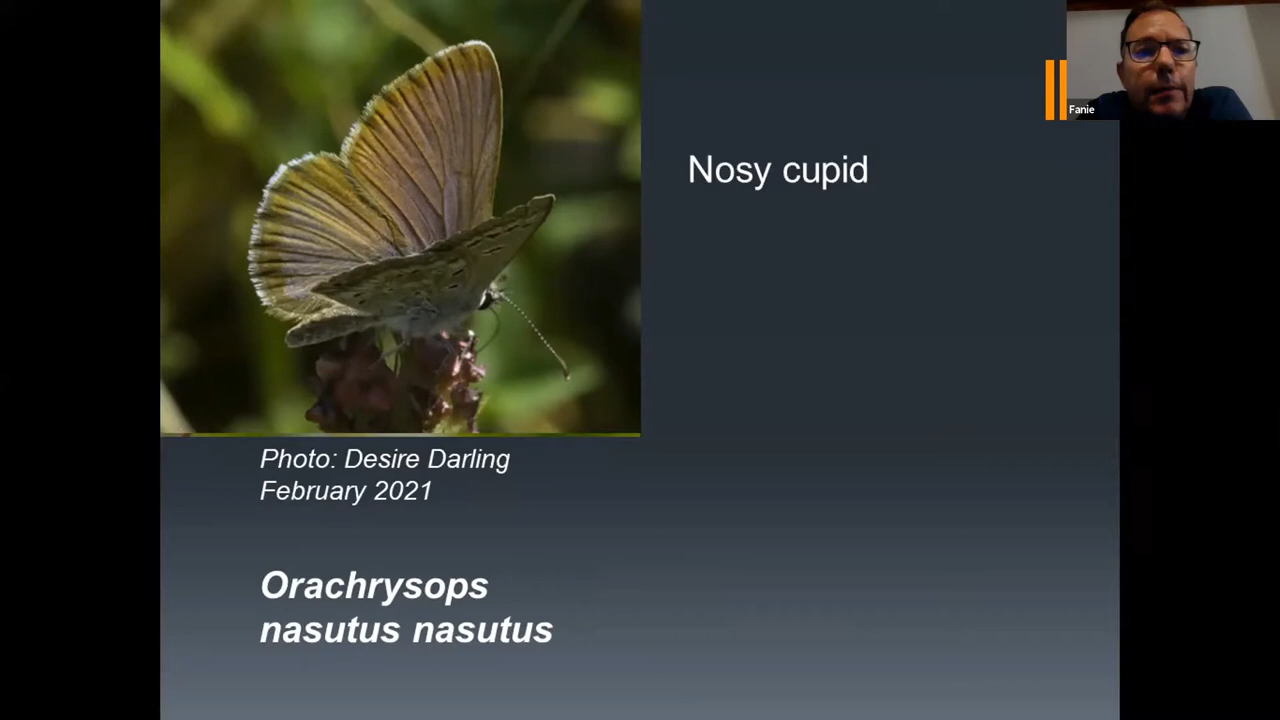 Fanie
Nosy cupid
Photo: Desire Darling
February 2021
Orachrysops
nasutus nasutus